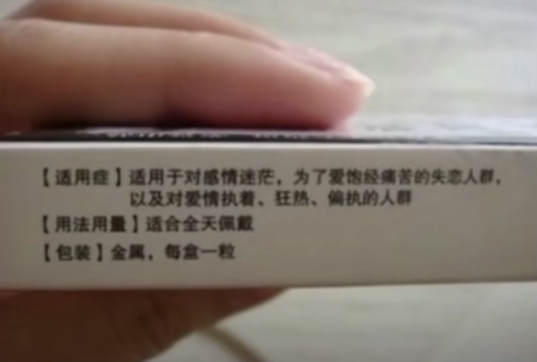 【适用症】适用于对感情迷茫，为了爱饱经痛苦的失恋人群，
以及对爱情执着、狂热、偏执的人群
【用法用量】适合全天佩戴
【包装】金属，每盒一粒